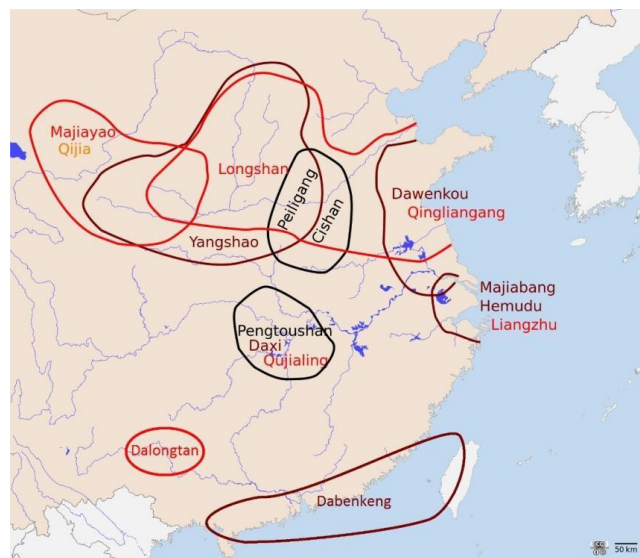 Majiayao
Qijia
Longshan
Peiligang
Cishan
Yangshao
Dawenkou
Qingliangang
Majiabang
Hemudu
Liangzhu
Pengtoushan
Daxi
Qujialing
Dalongtan
Dabenkeng
50 km